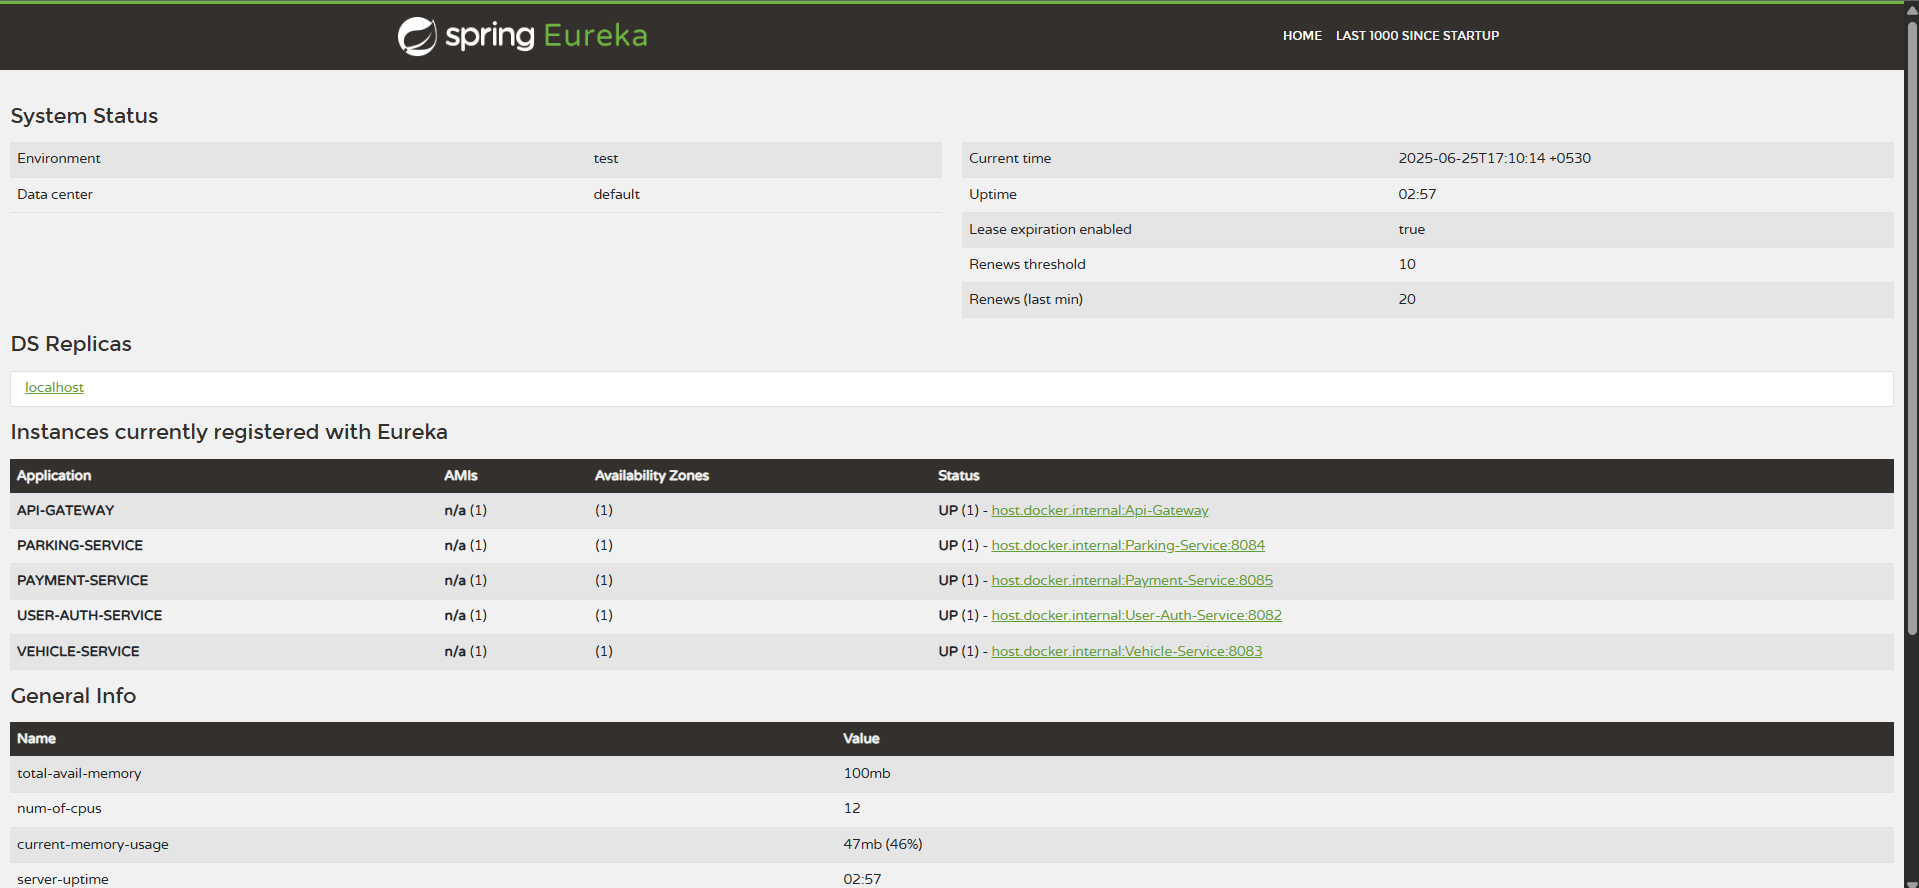 spring Eureka
HOME LAST 1000 SINCE STARTUP
System Status
Environment test
Data center default
Current time 2025-06-25T17:10:14 +0530
Uptime 02:57
Lease expiration enabled true
Renews threshold 10
Renews (last min) 20
DS Replicas
localhost
Instances currently registered with Eureka
Application AMIs Availability Zones Status
API-GATEWAY n/a (1) (1) UP (1) - host.docker.internal:Api-Gateway
PARKING-SERVICE n/a (1) (1) UP (1) - host.docker.internal:Parking-Service:8084
PAYMENT-SERVICE n/a (1) (1) UP (1) - host.docker.internal:Payment-Service:8085
USER-AUTH-SERVICE n/a (1) (1) UP (1) - host.docker.internal:User-Auth-Service:8082
VEHICLE-SERVICE n/a (1) (1) UP (1) - host.docker.internal:Vehicle-Service:8083
General Info
Name Value
total-avail-memory 100mb
num-of-cpus 12
current-memory-usage 47mb (46%)
server-uptime 02:57